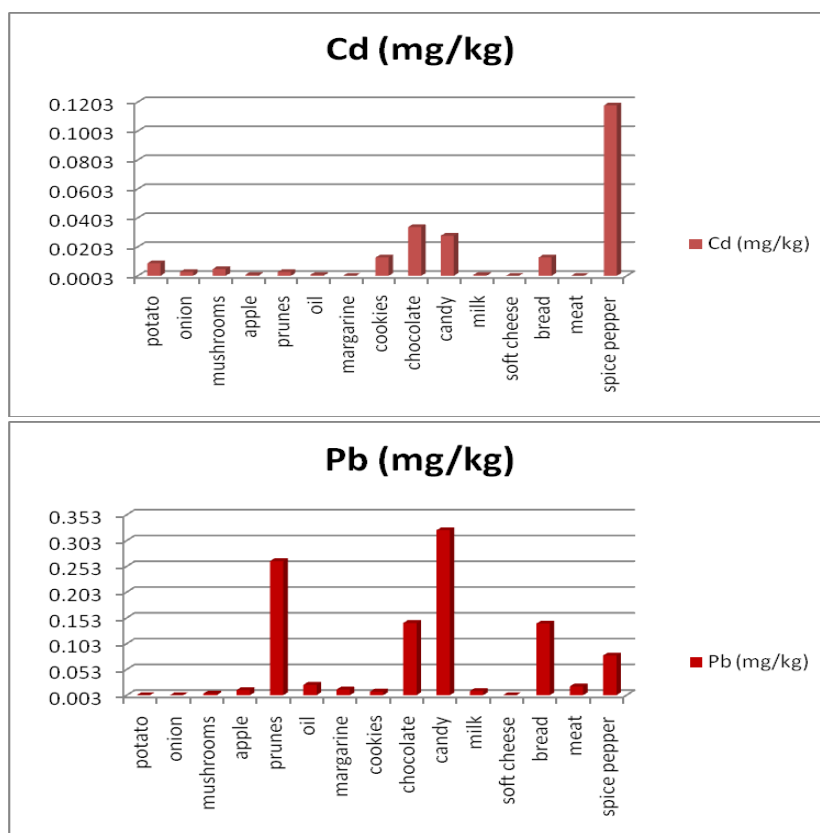 Cd (mg/kg)
0.1203
0.1003
0.0803
0.0603
0.0403
0.0203
0.0003
potato
onion
mushrooms
apple
prunes
oil
margarine
cookies
chocolate
candy
milk
soft cheese
bread
meat
spice pepper
Cd (mg/kg)
Pb (mg/kg)
0.353
0.303
0.253
0.203
0.153
0.103
0.053
0.003
potato
onion
mushrooms
apple
prunes
oil
margarine
cookies
chocolate
candy
milk
soft cheese
bread
meat
spice pepper
Pb (mg/kg)